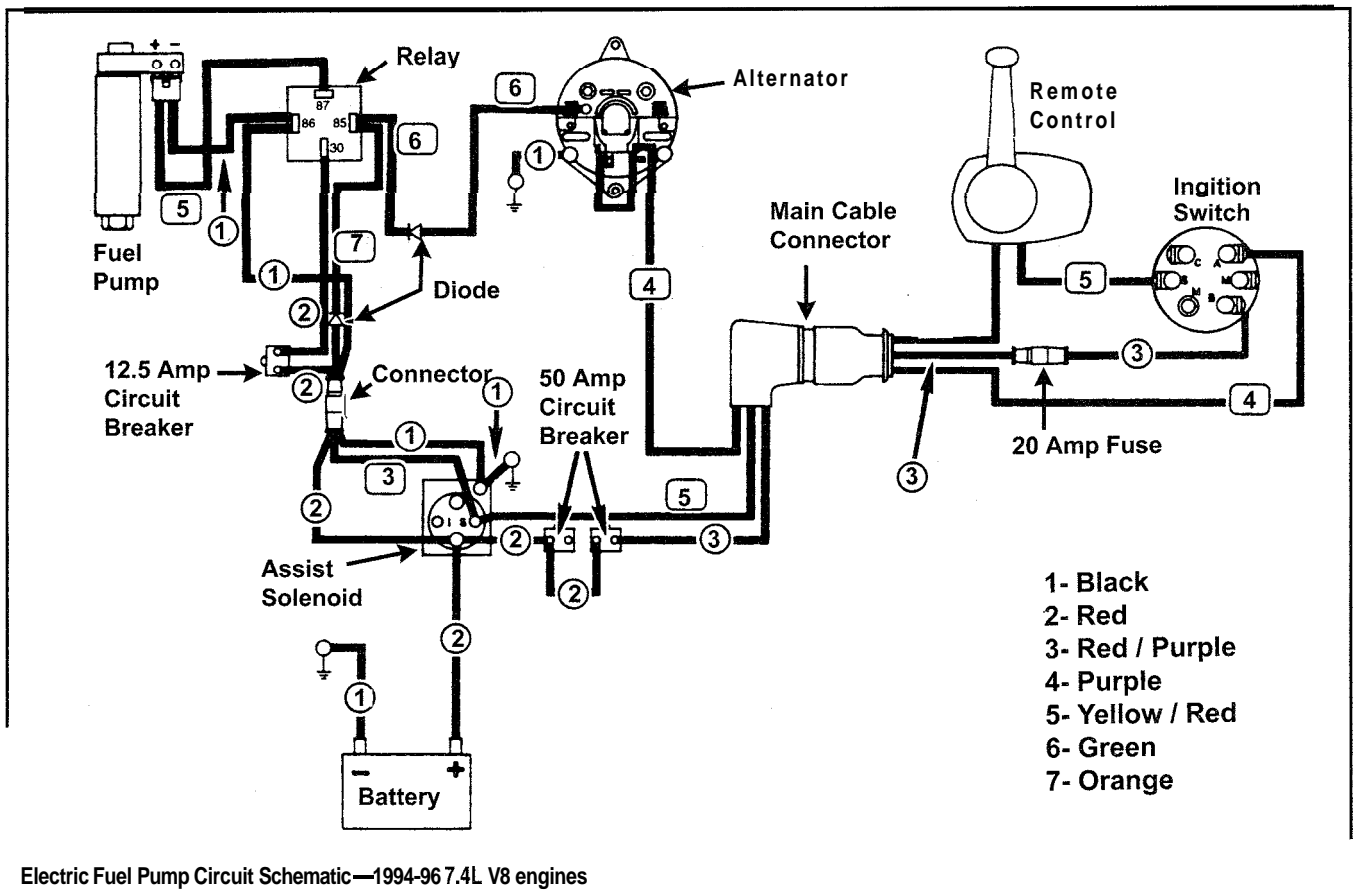 + -
Relay
87
86
85
30
6
6
Alternator
1
Remote
Control
5
1
Fuel
Pump
7
1
Diode
2
4
Main Cable
Connector
Ingition
Switch
C A
S M
M B
5
3
12.5 Amp
Circuit
Breaker
2
Connector
1
50 Amp
Circuit
Breaker
4
20 Amp Fuse
3
1
3
2
5
I S
2
3
Assist
Solenoid
2
2
1
- +
Battery
1- Black
2- Red
3- Red / Purple
4- Purple
5- Yellow / Red
6- Green
7- Orange
Electric Fuel Pump Circuit Schematic—1994-96 7.4L V8 engines